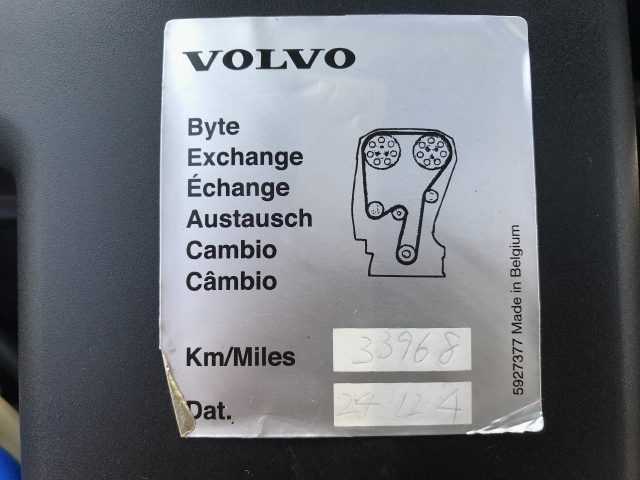 VOLVO
Byte
Exchange
Échange
Austausch
Cambio
Câmbio
Km/Miles 33968
Dat. 24.12.4
5927377 Made in Belgium